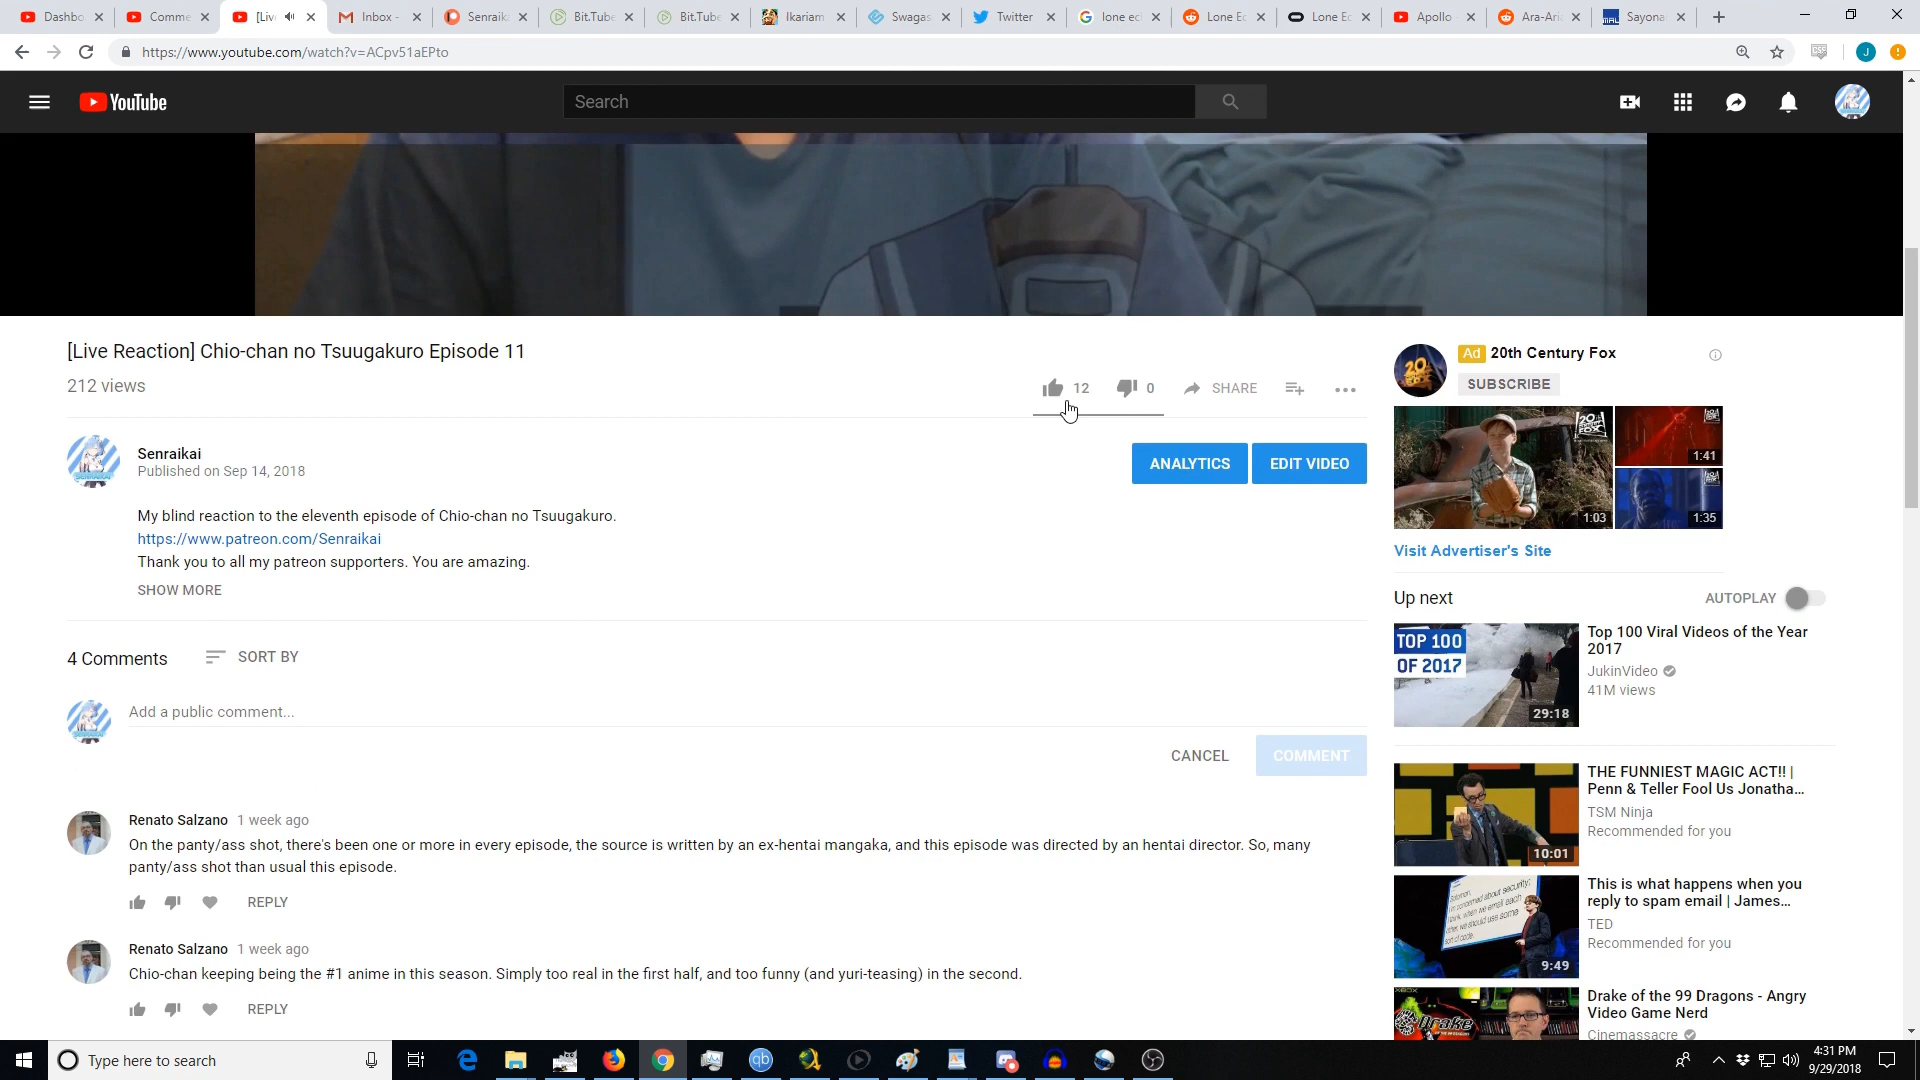 Dashbo
Comme
[Liv
Inbox -
Senraik
Bit.Tube
Bit.Tube
Ikariam
Swagas
Twitter
lone ec
Lone Ec
Lone Ec
Apollo
Ara-Ara
Sayona
https://www.youtube.com/watch?v=ACpv51aEPto
J
YouTube
Search
[Live Reaction] Chio-chan no Tsuugakuro Episode 11
212 views
12
0
SHARE
Senraikai
Published on Sep 14, 2018
ANALYTICS
EDIT VIDEO
My blind reaction to the eleventh episode of Chio-chan no Tsuugakuro.
https://www.patreon.com/Senraikai
Thank you to all my patreon supporters. You are amazing.
SHOW MORE
4 Comments
SORT BY
Add a public comment...
CANCEL
COMMENT
Renato Salzano 1 week ago
On the panty/ass shot, there's been one or more in every episode, the source is written by an ex-hentai mangaka, and this episode was directed by an hentai director. So, many
panty/ass shot than usual this episode.
REPLY
Renato Salzano 1 week ago
Chio-chan keeping being the #1 anime in this season. Simply too real in the first half, and too funny (and yuri-teasing) in the second.
REPLY
Ad 20th Century Fox
SUBSCRIBE
1:03
1:41
1:35
Visit Advertiser's Site
Up next
AUTOPLAY
TOP 100
OF 2017
29:18
Top 100 Viral Videos of the Year
2017
JukinVideo
41M views
10:01
THE FUNNIEST MAGIC ACT!! |
Penn & Teller Fool Us Jonatha...
TSM Ninja
Recommended for you
9:49
This is what happens when you
reply to spam email | James...
TED
Recommended for you
Drake of the 99 Dragons - Angry
Video Game Nerd
Cinemassacre
Type here to search
qb
4:31 PM
9/29/2018